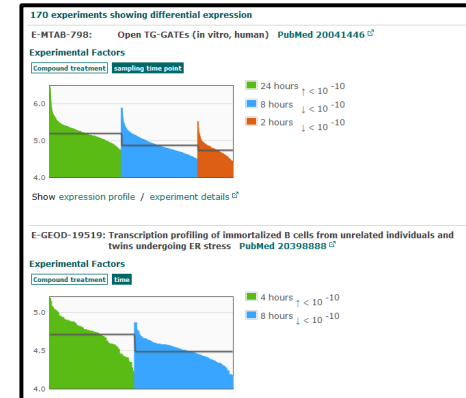 170 experiments showing differential expression
E-MTAB-798: Open TG-GATEs (in vitro, human) PubMed 20041446
Experimental Factors
Compound treatment sampling time point
24 hours ↑ < 10 -10
8 hours ↓ < 10 -10
2 hours ↓ < 10 -10
6.0
5.0
4.0
Show expression profile / experiment details
E-GEOD-19519: Transcription profiling of immortalized B cells from unrelated individuals and
twins undergoing ER stress PubMed 20398888
Experimental Factors
Compound treatment time
4 hours ↑ < 10 -10
8 hours ↓ < 10 -10
5.0
4.5
4.0